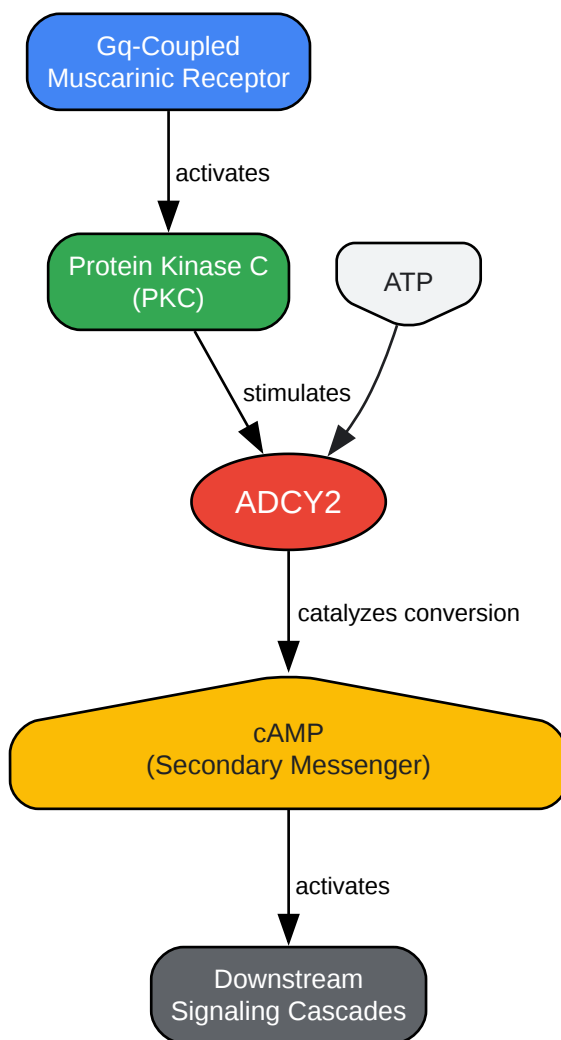 Gq-Coupled
Muscarinic Receptor
activates
Protein Kinase C
(PKC)
ATP
stimulates
ADCY2
catalyzes conversion
cAMP
(Secondary Messenger)
activates
Downstream
Signaling Cascades